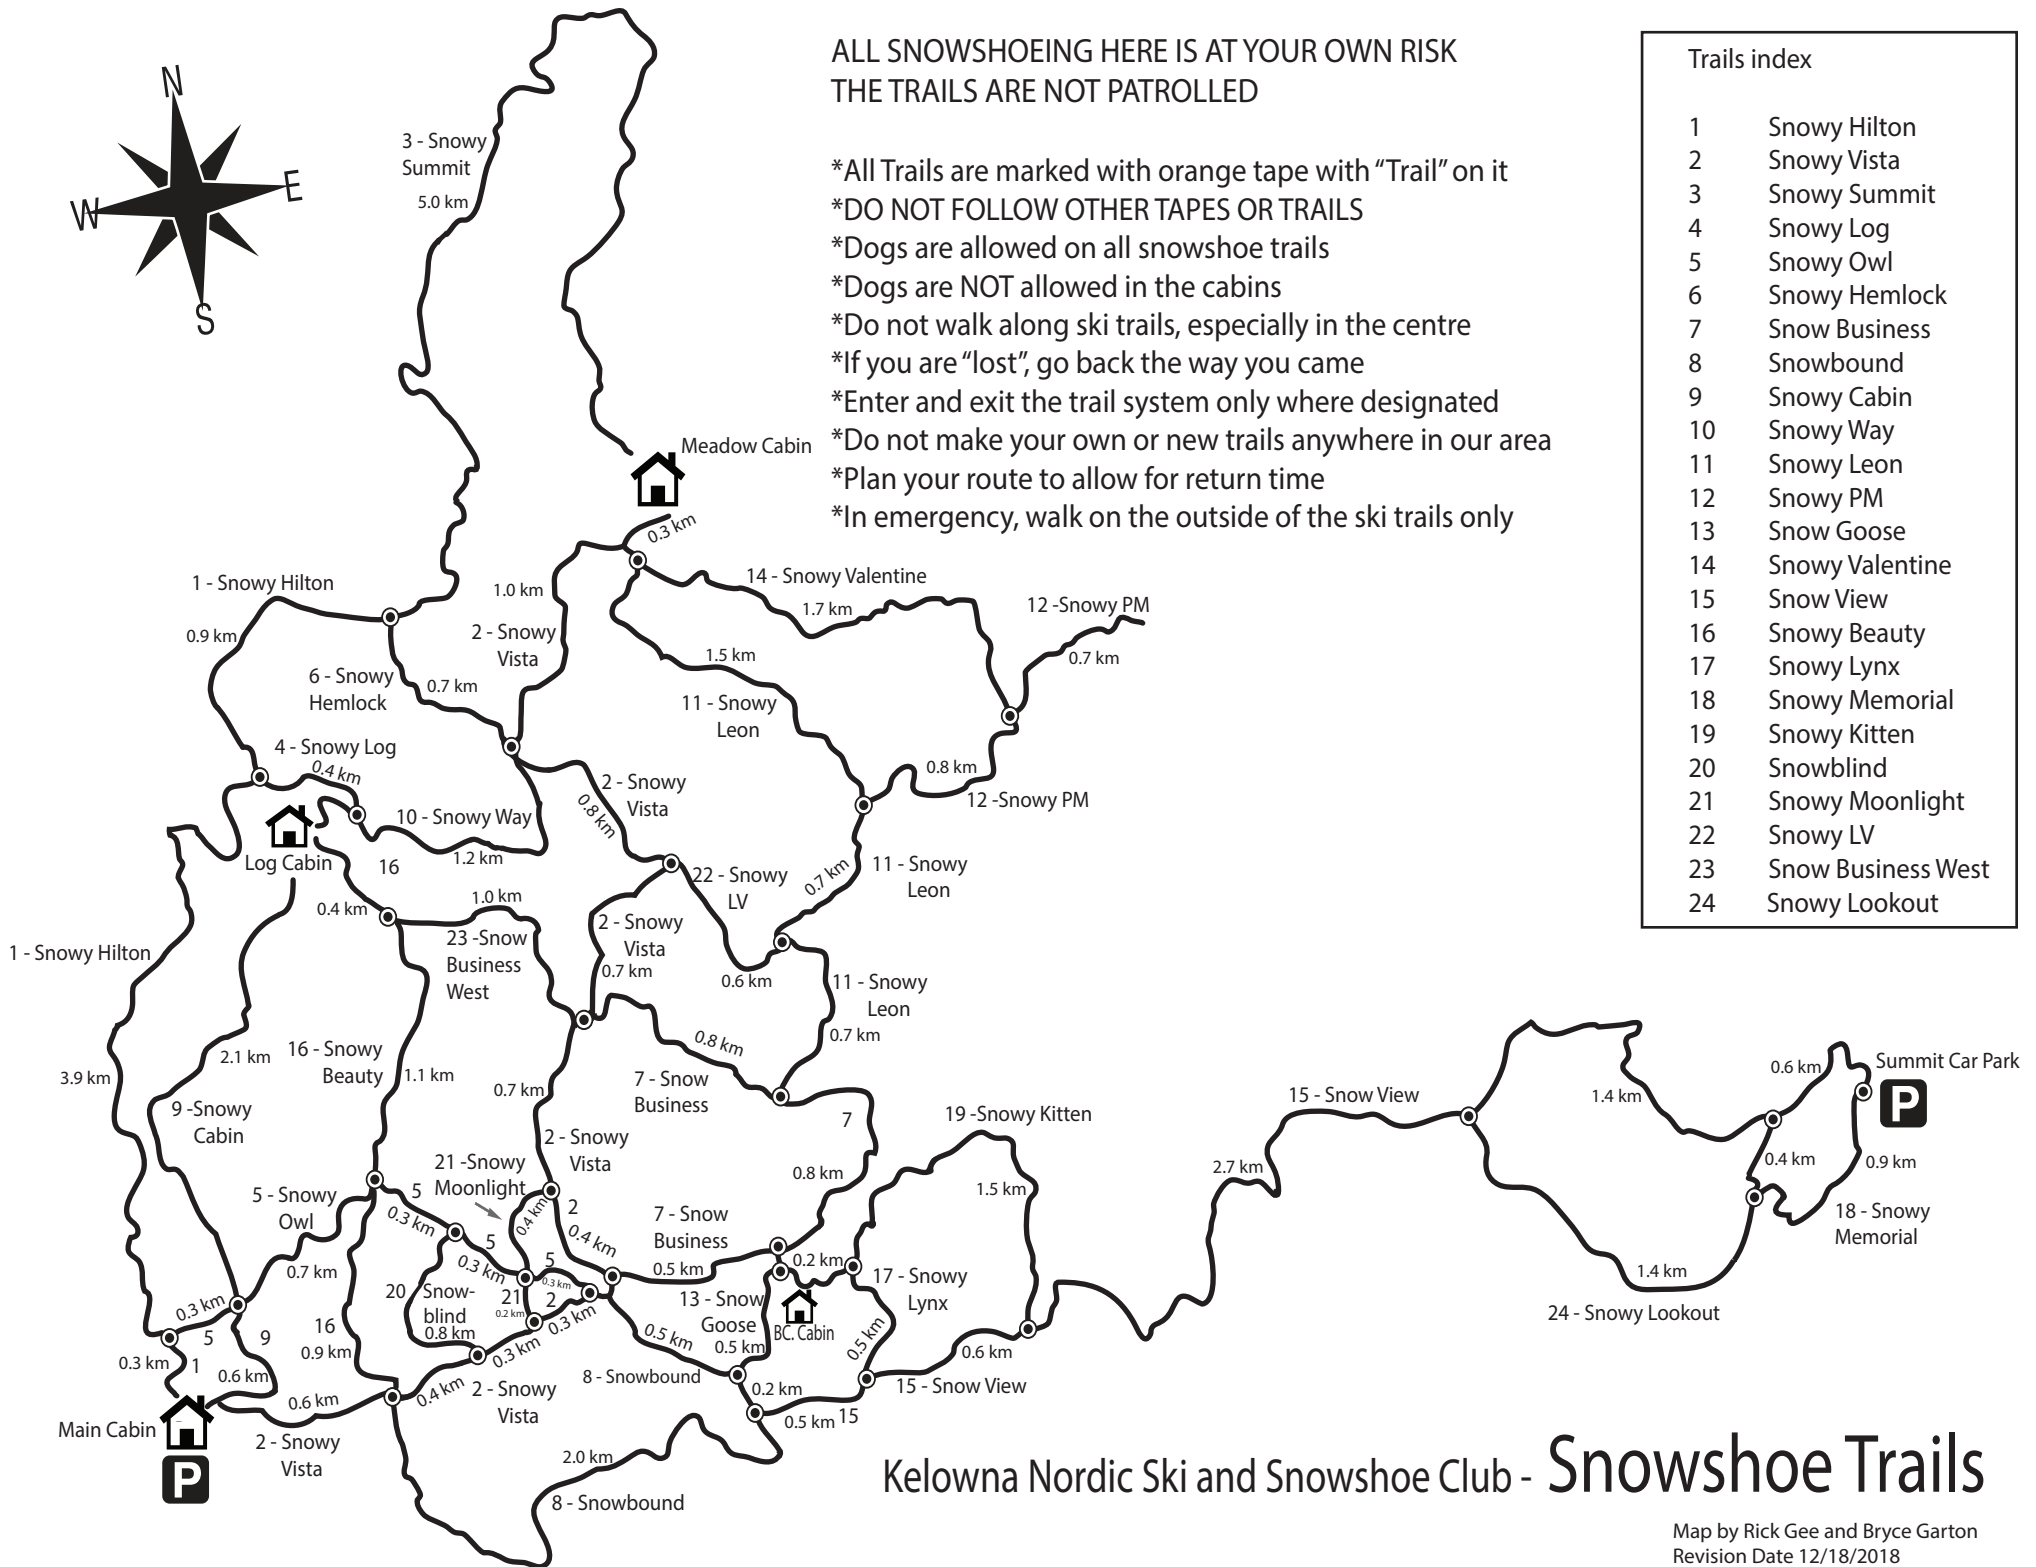 N
W
E
S
ALL SNOWSHOEING HERE IS AT YOUR OWN RISK
THE TRAILS ARE NOT PATROLLED
*All Trails are marked with orange tape with “Trail” on it
*DO NOT FOLLOW OTHER TAPES OR TRAILS
*Dogs are allowed on all snowshoe trails
*Dogs are NOT allowed in the cabins
*Do not walk along ski trails, especially in the centre
*If you are “lost”, go back the way you came
*Enter and exit the trail system only where designated
*Do not make your own or new trails anywhere in our area
*Plan your route to allow for return time
*In emergency, walk on the outside of the ski trails only
Trails index
1 Snowy Hilton
2 Snowy Vista
3 Snowy Summit
4 Snowy Log
5 Snowy Owl
6 Snowy Hemlock
7 Snow Business
8 Snowbound
9 Snowy Cabin
10 Snowy Way
11 Snowy Leon
12 Snowy PM
13 Snow Goose
14 Snowy Valentine
15 Snow View
16 Snowy Beauty
17 Snowy Lynx
18 Snowy Memorial
19 Snowy Kitten
20 Snowblind
21 Snowy Moonlight
22 Snowy LV
23 Snow Business West
24 Snowy Lookout
3 - Snowy
Summit
5.0 km
Meadow Cabin
0.3 km
1 - Snowy Hilton
0.9 km
1.0 km
2 - Snowy
Vista
14 - Snowy Valentine
1.7 km
12 -Snowy PM
0.7 km
6 - Snowy
Hemlock
0.7 km
1.5 km
11 - Snowy
Leon
4 - Snowy Log
0.4 km
2 - Snowy
Vista
0.8 km
0.8 km
12 -Snowy PM
10 - Snowy Way
1.2 km
Log Cabin
16
0.4 km
1.0 km
22 - Snowy
LV
0.7 km
11 - Snowy
Leon
23 -Snow
Business
West
2 - Snowy
Vista
0.7 km
0.6 km
11 - Snowy
Leon
0.7 km
1 - Snowy Hilton
3.9 km
2.1 km
16 - Snowy
Beauty
1.1 km
0.7 km
0.8 km
7 - Snow
Business
7
0.8 km
9 -Snowy
Cabin
2 - Snowy
Vista
21 -Snowy
Moonlight
0.4 km
2
0.4 km
5 - Snowy
Owl
0.7 km
5
0.3 km
5
0.3 km
5
0.3 km
7 - Snow
Business
0.5 km
0.2 km
19 -Snowy Kitten
1.5 km
17 - Snowy
Lynx
0.5 km
13 - Snow
Goose
0.5 km
BC. Cabin
20 Snow-
blind
0.8 km
21
0.2 km
2
0.3 km
0.3 km
0.3 km
5
9
1
0.3 km
0.6 km
16
0.9 km
Main Cabin
P
0.6 km
2 - Snowy
Vista
0.4 km
2 - Snowy
Vista
0.5 km
8 - Snowbound
0.2 km
0.5 km
15
0.6 km
15 - Snow View
2.0 km
8 - Snowbound
2.7 km
15 - Snow View
1.4 km
0.6 km
Summit Car Park
P
0.4 km
0.9 km
18 - Snowy
Memorial
1.4 km
24 - Snowy Lookout
Kelowna Nordic Ski and Snowshoe Club - Snowshoe Trails
Map by Rick Gee and Bryce Garton
Revision Date 12/18/2018